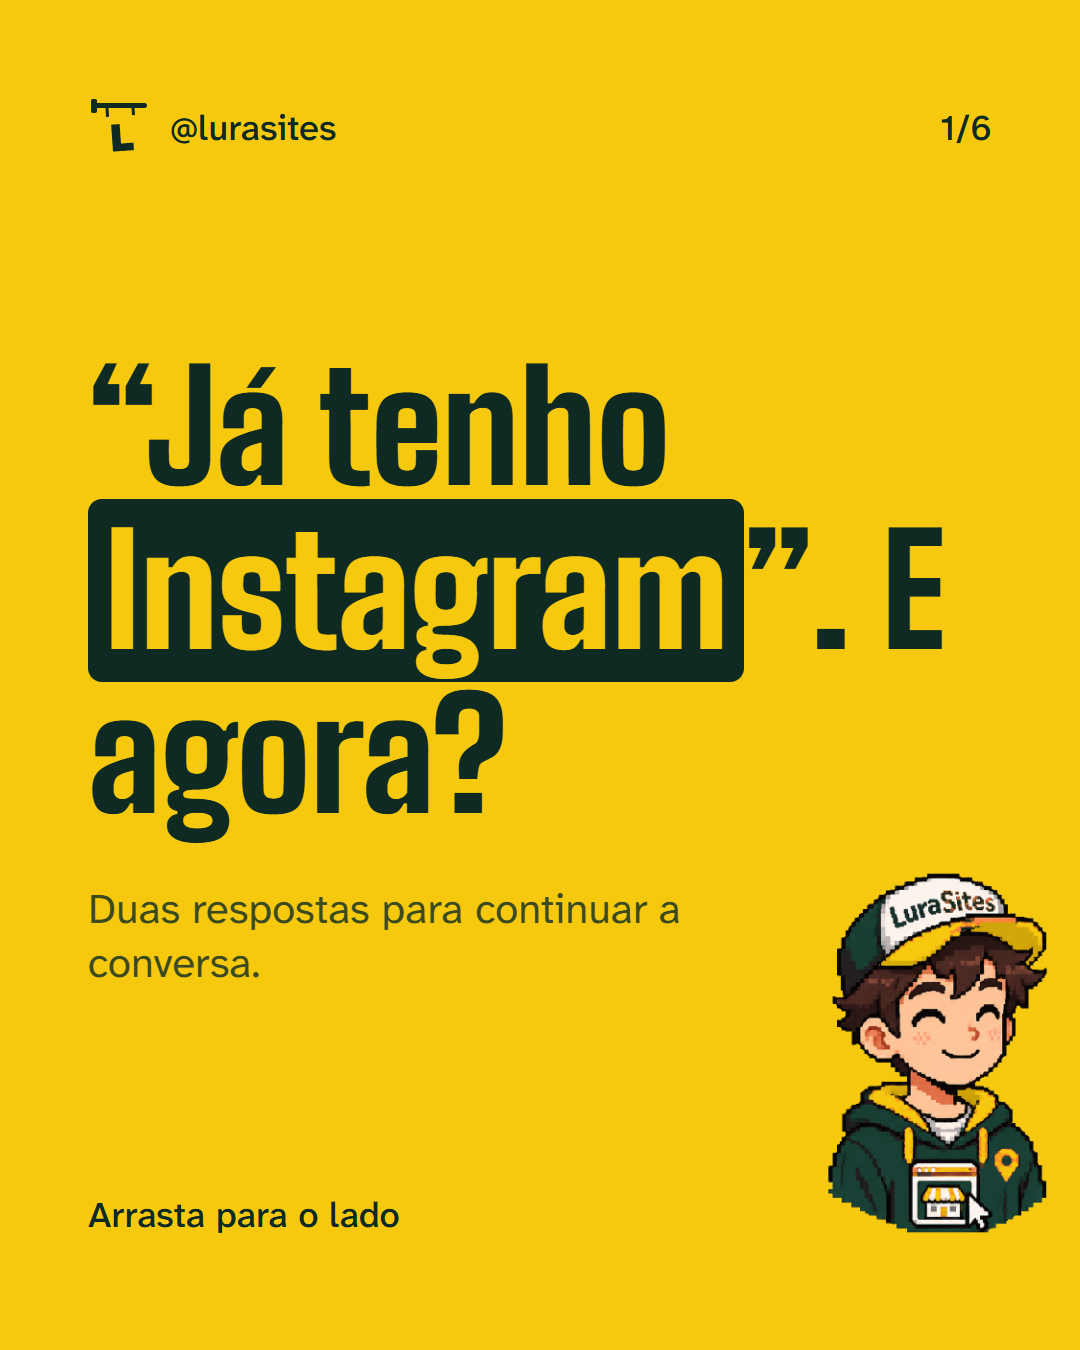 @lurasites
1/6
“Já tenho
Instagram”. E
agora?
Duas respostas para continuar a
conversa.
LuraSites
Arrasta para o lado